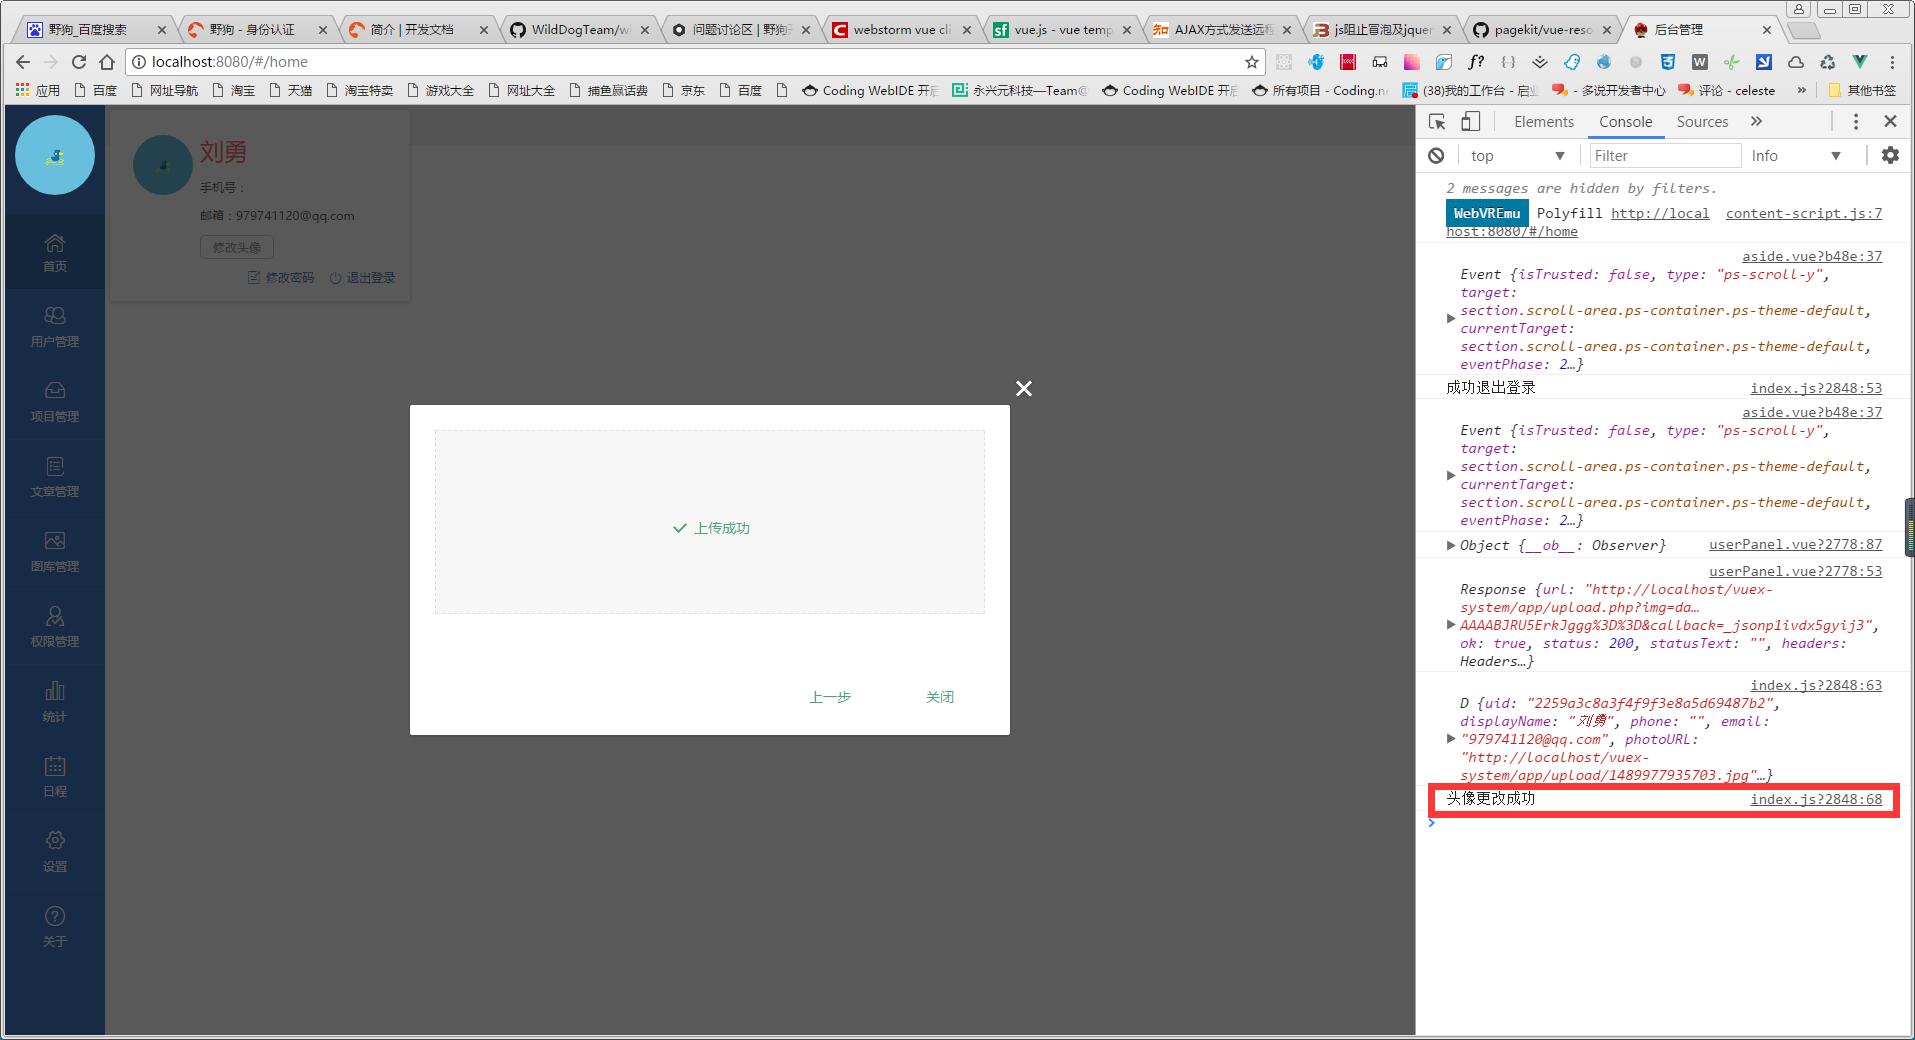 野狗_百度搜索
野狗 - 身份认证
简介 | 开发文档
WildDogTeam/wi
问题讨论区 | 野狗
webstorm vue cli
vue.js - vue temp
AJAX方式发送远程
js阻止冒泡及jquer
pagekit/vue-reso
后台管理
localhost:8080/#/home
应用
百度
网址导航
淘宝
天猫
淘宝特卖
游戏大全
网址大全
捕鱼赢话费
京东
百度
Coding WebIDE 开启
永兴元科技—Team@
Coding WebIDE 开启
所有项目 - Coding.ne
(38)我的工作台 - 启业
- 多说开发者中心
评论 - celeste
»
其他书签
首页
用户管理
项目管理
文章管理
图库管理
权限管理
统计
日程
设置
关于
刘勇
手机号：
邮箱：979741120@qq.com
修改头像
修改密码
退出登录
上传成功
上一步
关闭
Elements Console Sources »
top Filter Info
2 messages are hidden by filters.
WebVREmu Polyfill http://local content-script.js:7
host:8080/#/home
aside.vue?b48e:37
Event {isTrusted: false, type: "ps-scroll-y",
target:
section.scroll-area.ps-container.ps-theme-default,
currentTarget:
section.scroll-area.ps-container.ps-theme-default,
eventPhase: 2…}
成功退出登录 index.js?2848:53
aside.vue?b48e:37
Event {isTrusted: false, type: "ps-scroll-y",
target:
section.scroll-area.ps-container.ps-theme-default,
currentTarget:
section.scroll-area.ps-container.ps-theme-default,
eventPhase: 2…}
Object {__ob__: Observer} userPanel.vue?2778:87
userPanel.vue?2778:53
Response {url: "http://localhost/vuex-
system/app/upload.php?img=da…
AAAABJRU5ErkJggg%3D%3D&callback=_jsonp1ivdx5gyij3",
ok: true, status: 200, statusText: "", headers:
Headers…}
index.js?2848:63
D {uid: "2259a3c8a3f4f9f3e8a5d69487b2",
displayName: "刘勇", phone: "", email:
"979741120@qq.com", photoURL:
"http://localhost/vuex-
system/app/upload/1489977935703.jpg"…}
头像更改成功 index.js?2848:68